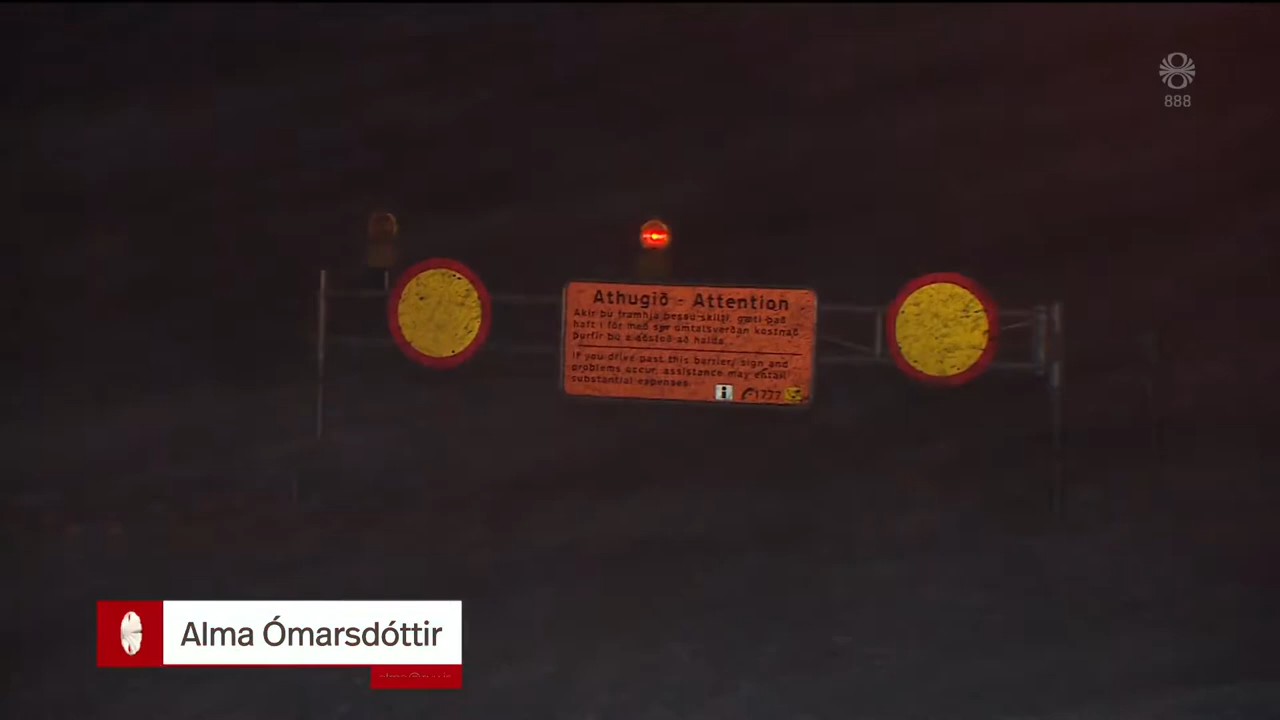 888
Athugið - Attention
Akir þú framhjá þessu skilti, gæti það
haft í för með sér umtalsverðan kostnað
þurfir þú aðstoð að halda.
If you drive past this barrier/ sign and
problems occur, assistance may entail
substantial expenses
i 1777
Alma Ómarsdóttir